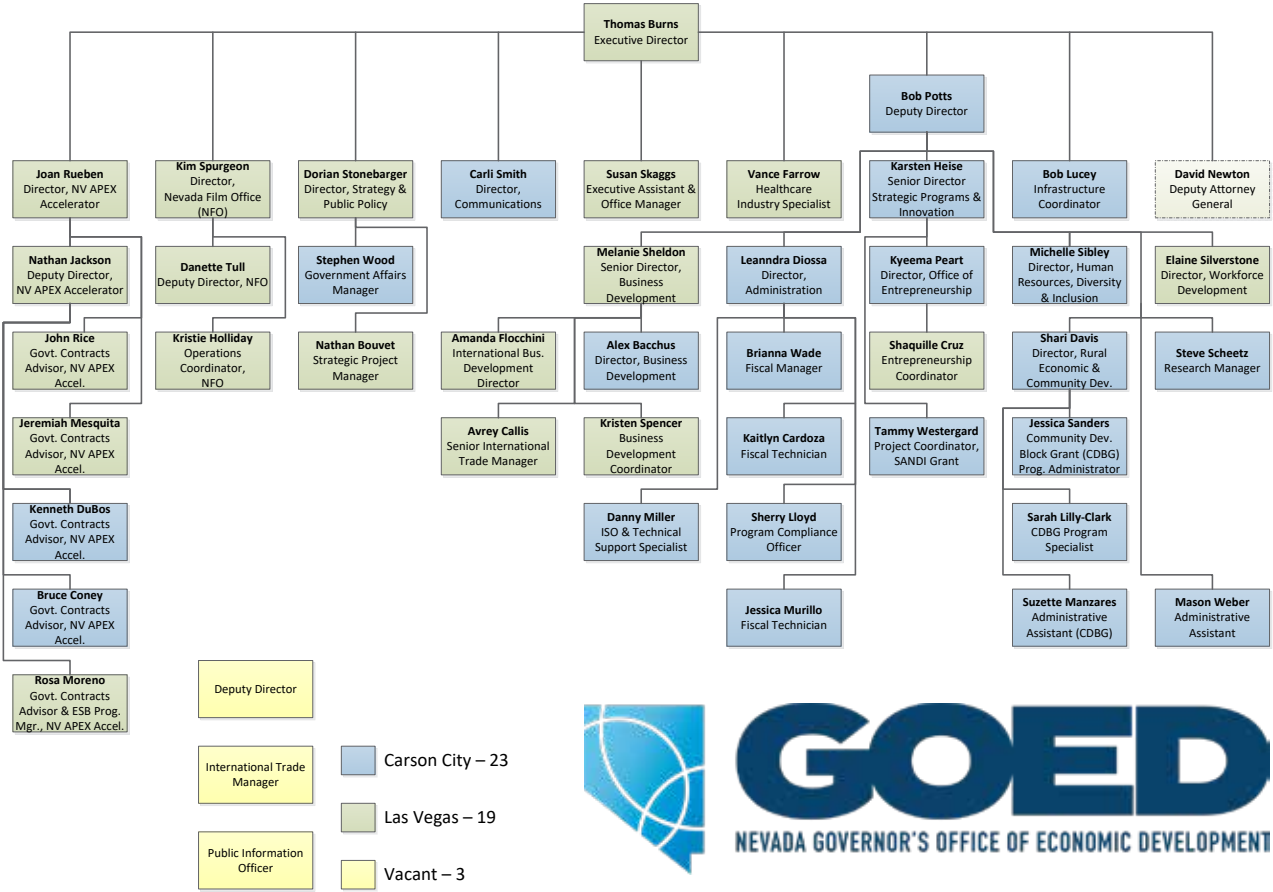 Thomas Burns
Executive Director
Bob Potts
Deputy Director
Joan Rueben
Director, NV APEX
Accelerator
Kim Spurgeon
Director,
Nevada Film Office
(NFO)
Dorian Stonebarger
Director, Strategy &
Public Policy
Carli Smith
Director,
Communications
Susan Skaggs
Executive Assistant &
Office Manager
Vance Farrow
Healthcare
Industry Specialist
Karsten Heise
Senior Director
Strategic Programs &
Innovation
Bob Lucey
Infrastructure
Coordinator
David Newton
Deputy Attorney
General
Nathan Jackson
Deputy Director,
NV APEX Accelerator
Danette Tull
Deputy Director, NFO
Stephen Wood
Government Affairs
Manager
Melanie Sheldon
Senior Director,
Business
Development
Leanndra Diossa
Director,
Administration
Kyeema Peart
Director, Office of
Entrepreneurship
Michelle Sibley
Director, Human
Resources, Diversity
& Inclusion
Elaine Silverstone
Director, Workforce
Development
John Rice
Govt. Contracts
Advisor, NV APEX
Accel.
Kristie Holliday
Operations
Coordinator,
NFO
Nathan Bouvet
Strategic Project
Manager
Amanda Flocchini
International Bus.
Development
Director
Alex Bacchus
Director, Business
Development
Brianna Wade
Fiscal Manager
Shaquille Cruz
Entrepreneurship
Coordinator
Shari Davis
Director, Rural
Economic &
Community Dev.
Steve Scheetz
Research Manager
Jeremiah Mesquita
Govt. Contracts
Advisor, NV APEX
Accel.
Avrey Callis
Senior International
Trade Manager
Kristen Spencer
Business
Development
Coordinator
Kaitlyn Cardoza
Fiscal Technician
Tammy Westergard
Project Coordinator,
SANDI Grant
Jessica Sanders
Community Dev.
Block Grant (CDBG)
Prog. Administrator
Kenneth DuBos
Govt. Contracts
Advisor, NV APEX
Accel.
Danny Miller
ISO & Technical
Support Specialist
Sherry Lloyd
Program Compliance
Officer
Sarah Lilly-Clark
CDBG Program
Specialist
Bruce Coney
Govt. Contracts
Advisor, NV APEX
Accel.
Jessica Murillo
Fiscal Technician
Suzette Manzares
Administrative
Assistant (CDBG)
Mason Weber
Administrative
Assistant
Rosa Moreno
Govt. Contracts
Advisor & ESB Prog.
Mgr., NV APEX Accel.
Deputy Director
International Trade
Manager
Public Information
Officer
Carson City – 23
Las Vegas – 19
Vacant – 3
GOED
NEVADA GOVERNOR'S OFFICE OF ECONOMIC DEVELOPMENT